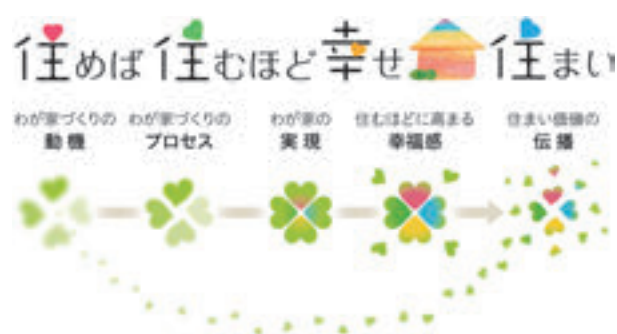 住めば住むほど幸せ住まい
わが家づくりの 動機
わが家づくりの プロセス
わが家の 実現
住むほどに高まる 幸福感
住まい価値の 伝播